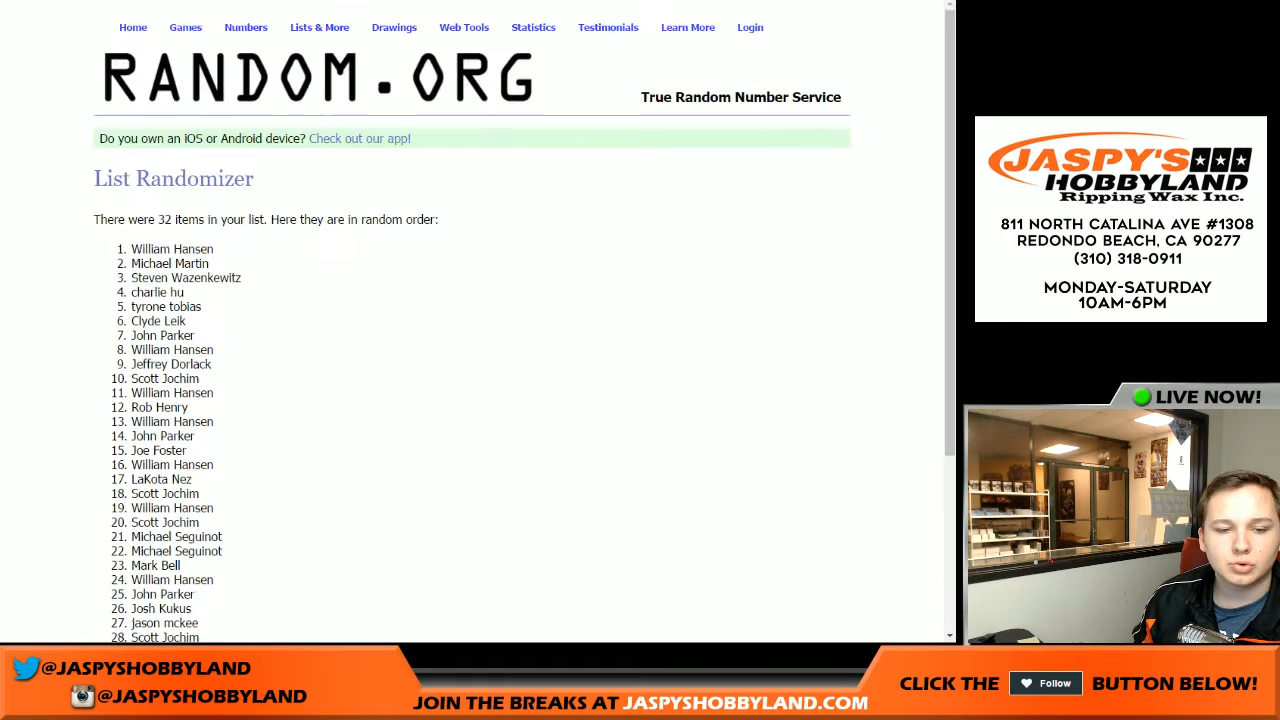 Home Games Numbers Lists & More Drawings Web Tools Statistics Testimonials Learn More Login
RANDOM.ORG
True Random Number Service
Do you own an iOS or Android device? Check out our app!
List Randomizer
There were 32 items in your list. Here they are in random order:
1. William Hansen
2. Michael Martin
3. Steven Wazenkewitz
4. charlie hu
5. tyrone tobias
6. Clyde Leik
7. John Parker
8. William Hansen
9. Jeffrey Dorlack
10. Scott Jochim
11. William Hansen
12. Rob Henry
13. William Hansen
14. John Parker
15. Joe Foster
16. William Hansen
17. LaKota Nez
18. Scott Jochim
19. William Hansen
20. Scott Jochim
21. Michael Seguinot
22. Michael Seguinot
23. Mark Bell
24. William Hansen
25. John Parker
26. Josh Kukus
27. jason mckee
28. Scott Jochim
JASPY'S
HOBBYLAND
Ripping Wax Inc.
811 NORTH CATALINA AVE #1308
REDONDO BEACH, CA 90277
(310) 318-0911
MONDAY-SATURDAY
10AM-6PM
LIVE NOW!
@JASPYSHOBBYLAND
@JASPYSHOBBYLAND
JOIN THE BREAKS AT JASPYSHOBBYLAND.COM
CLICK THE Follow BUTTON BELOW!